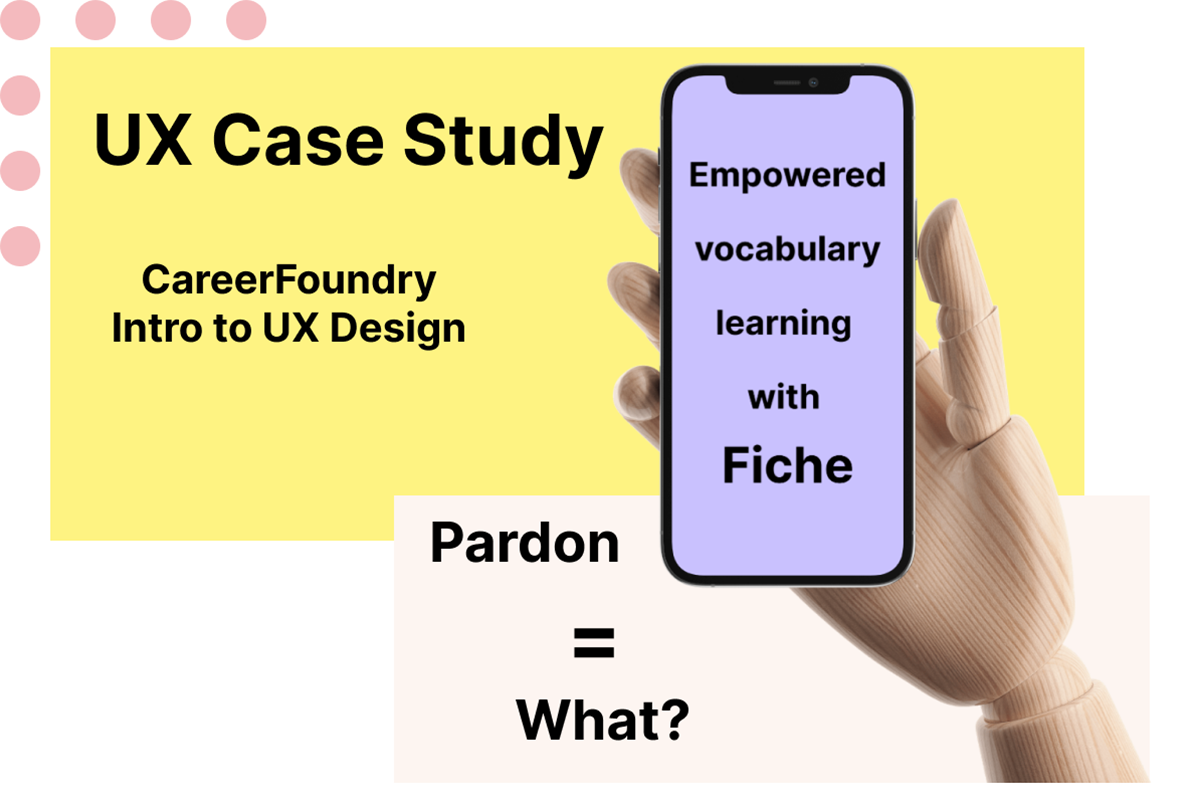 UX Case Study
CareerFoundry
Intro to UX Design
Empowered
vocabulary
learning
with
Fiche
Pardon
=
What?